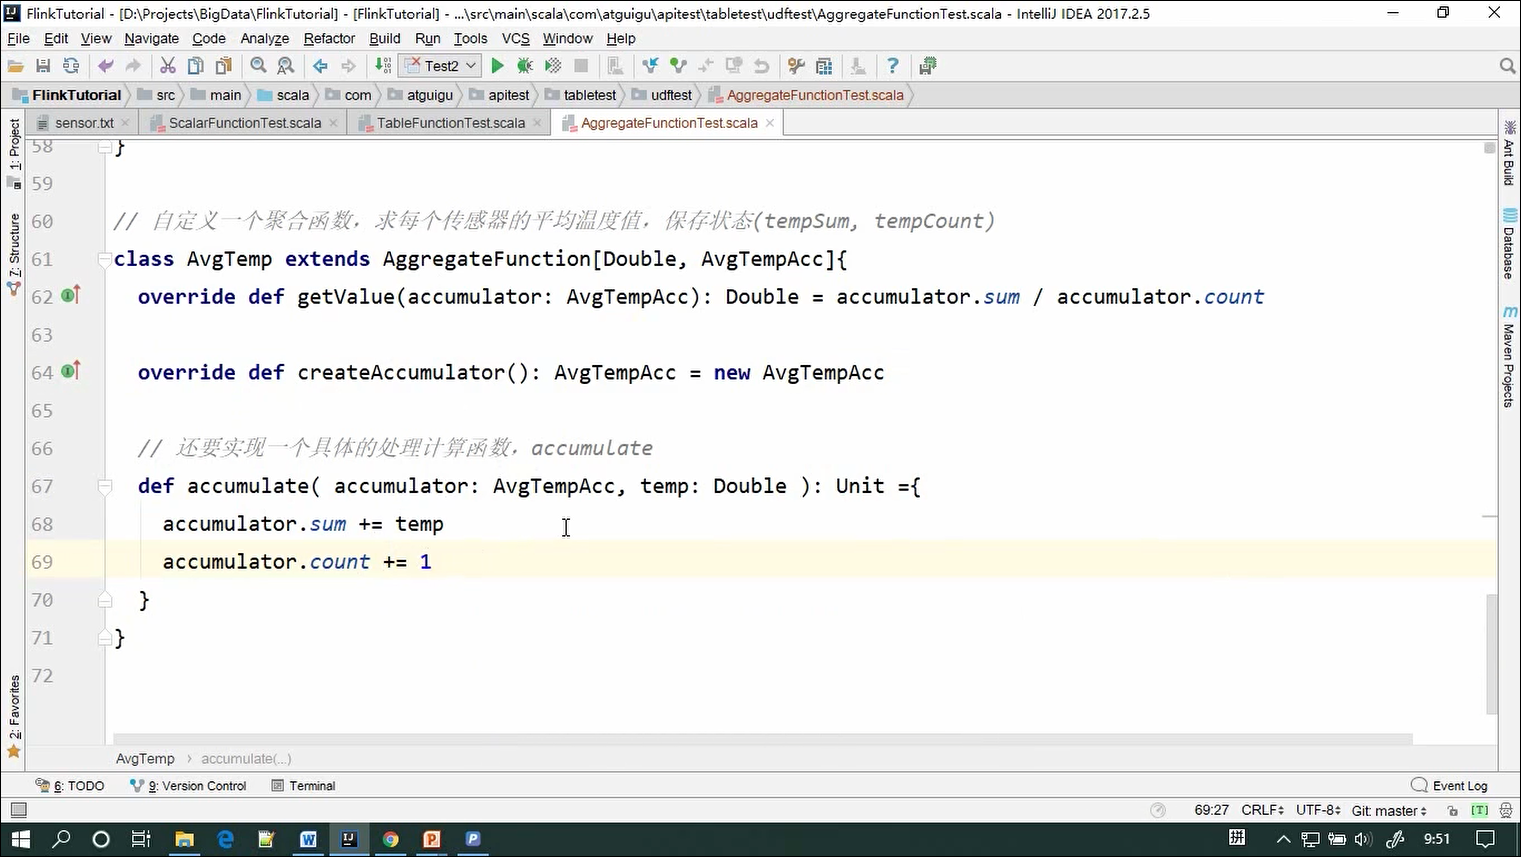 FlinkTutorial - [D:\Projects\BigData\FlinkTutorial] - [FlinkTutorial] - ...\src\main\scala\com\atguigu\apitest\tabletest\udftest\AggregateFunctionTest.scala - IntelliJ IDEA 2017.2.5
File Edit View Navigate Code Analyze Refactor Build Run Tools VCS Window Help
Test2
FlinkTutorial src main scala com atguigu apitest tabletest udftest AggregateFunctionTest.scala
sensor.txt ScalarFunctionTest.scala TableFunctionTest.scala AggregateFunctionTest.scala
1: Project
7: Structure
2: Favorites
58 }
59
60 // 自定义一个聚合函数，求每个传感器的平均温度值，保存状态(tempSum, tempCount)
61 class AvgTemp extends AggregateFunction[Double, AvgTempAcc]{
62 override def getValue(accumulator: AvgTempAcc): Double = accumulator.sum / accumulator.count
63
64 override def createAccumulator(): AvgTempAcc = new AvgTempAcc
65
66 // 还要实现一个具体的处理计算函数，accumulate
67 def accumulate( accumulator: AvgTempAcc, temp: Double ): Unit ={
68 accumulator.sum += temp
69 accumulator.count += 1
70 }
71 }
72
Ant Build
Database
Maven Projects
AvgTemp accumulate(...)
6: TODO 9: Version Control Terminal Event Log
69:27 CRLF UTF-8 Git: master [T]
9:51